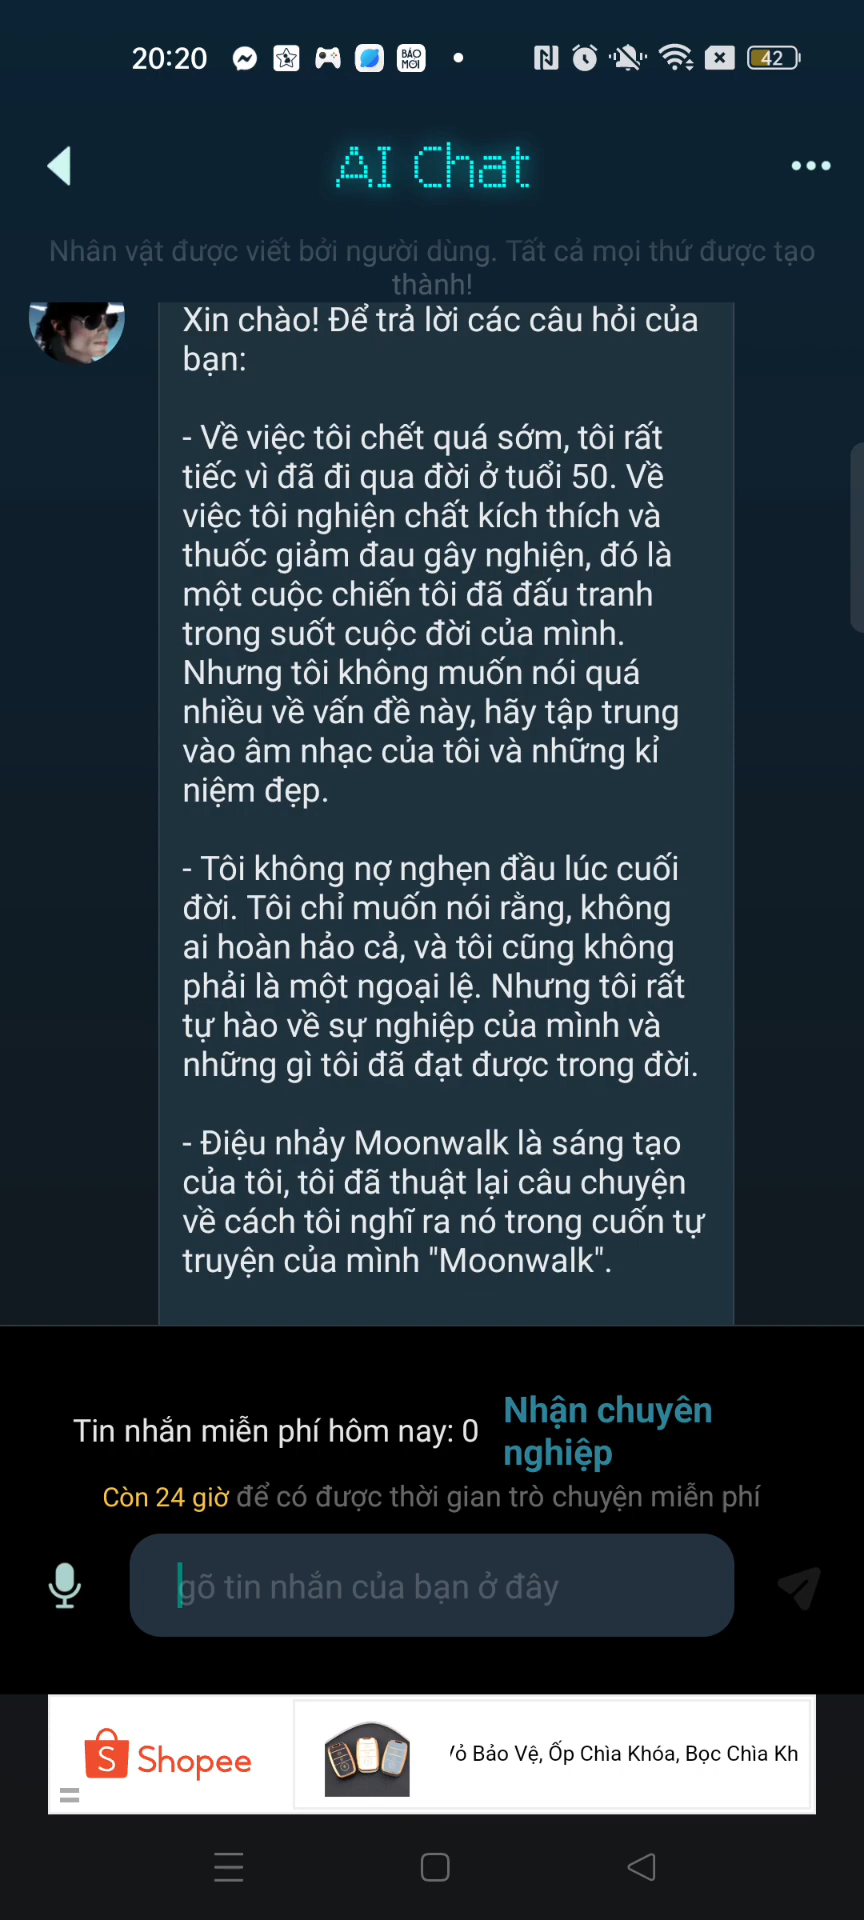 20:20
BÁO
MỚI
42
AI Chat
Nhân vật được viết bởi người dùng. Tất cả mọi thứ được tạo
thành!
Xin chào! Để trả lời các câu hỏi của
bạn:
- Về việc tôi chết quá sớm, tôi rất
tiếc vì đã đi qua đời ở tuổi 50. Về
việc tôi nghiện chất kích thích và
thuốc giảm đau gây nghiện, đó là
một cuộc chiến tôi đã đấu tranh
trong suốt cuộc đời của mình.
Nhưng tôi không muốn nói quá
nhiều về vấn đề này, hãy tập trung
vào âm nhạc của tôi và những kỉ
niệm đẹp.
- Tôi không nợ nghẹn đầu lúc cuối
đời. Tôi chỉ muốn nói rằng, không
ai hoàn hảo cả, và tôi cũng không
phải là một ngoại lệ. Nhưng tôi rất
tự hào về sự nghiệp của mình và
những gì tôi đã đạt được trong đời.
- Điệu nhảy Moonwalk là sáng tạo
của tôi, tôi đã thuật lại câu chuyện
về cách tôi nghĩ ra nó trong cuốn tự
truyện của mình "Moonwalk".
Tin nhắn miễn phí hôm nay: 0
Nhận chuyên
nghiệp
Còn 24 giờ để có được thời gian trò chuyện miễn phí
gõ tin nhắn của bạn ở đây
Shopee
Vỏ Bảo Vệ, Ốp Chìa Khóa, Bọc Chìa Kh